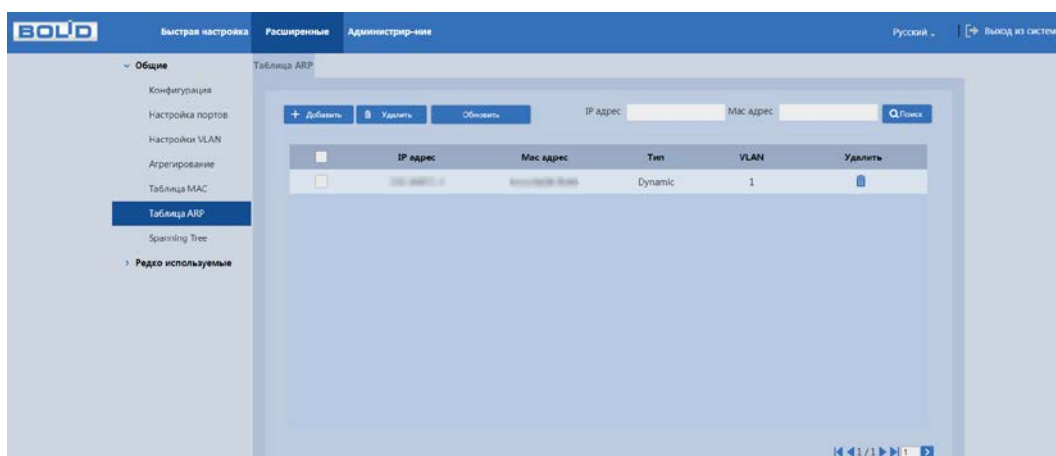 BOLID Быстрая настройка Расширенные Администрир-ние Русский Выход из систем
Общие Таблица ARP
Конфигурация
Настройка портов + Добавить Удалить Обновить IP адрес Mac адрес Поиск
Настройки VLAN
Агрегирование IP адрес Mac адрес Тип VLAN Удалить
Таблица MAC Dynamic 1
Таблица ARP
Spanning Tree
Редко используемые
1/1 1